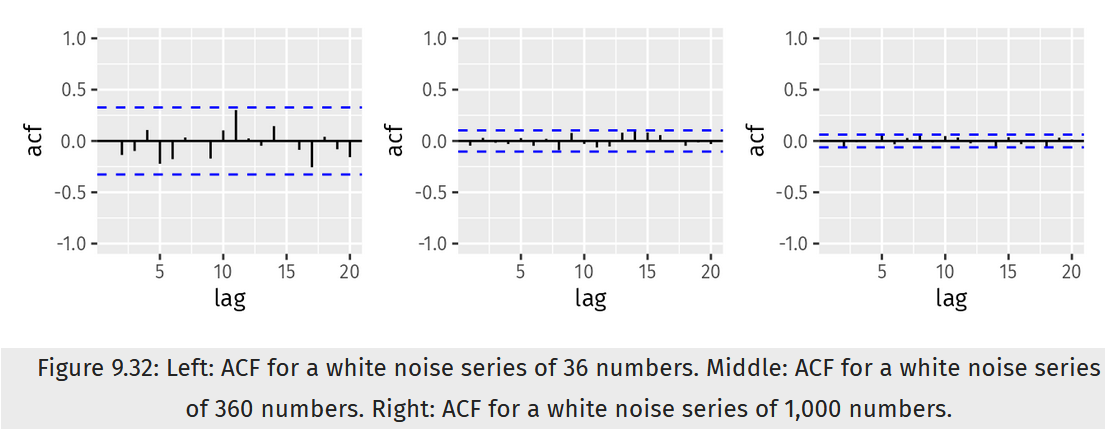 1.0
0.5
0.0
-0.5
-1.0
acf
5 10 15 20
lag
1.0
0.5
0.0
-0.5
-1.0
acf
5 10 15 20
lag
1.0
0.5
0.0
-0.5
-1.0
acf
5 10 15 20
lag
Figure 9.32: Left: ACF for a white noise series of 36 numbers. Middle: ACF for a white noise series
of 360 numbers. Right: ACF for a white noise series of 1,000 numbers.